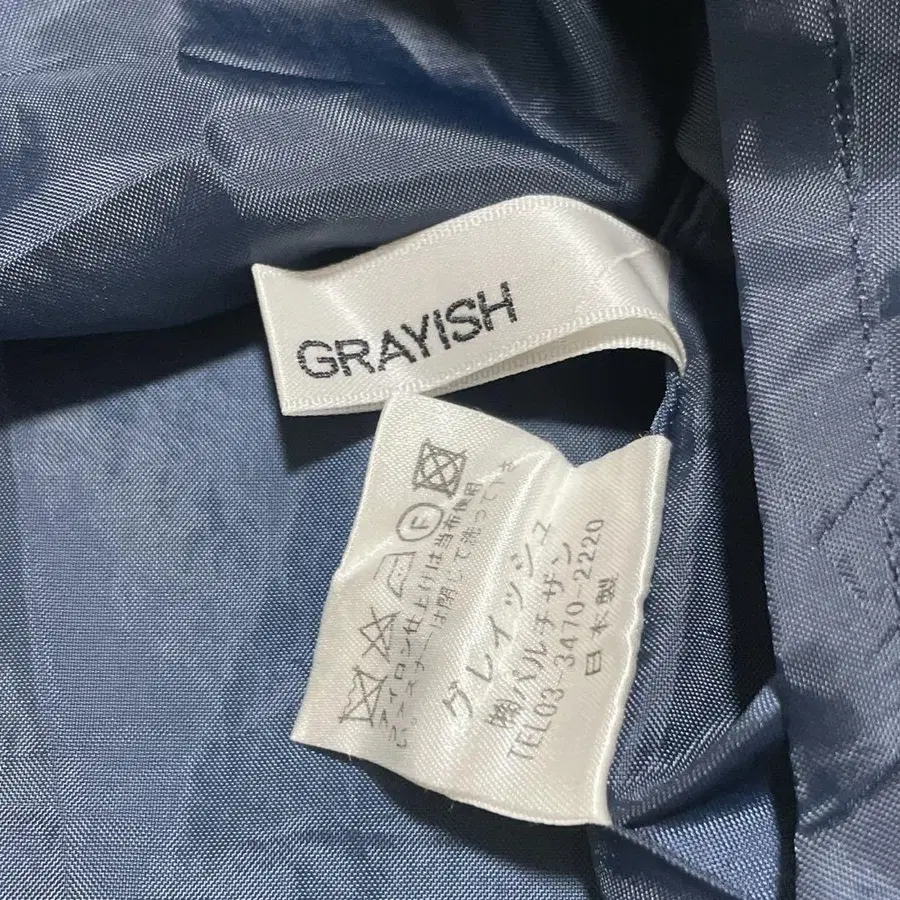 GRAYISH
F
アイロン仕上げは当布使用
ファスナーは閉じて洗って下さ
い。
グレイッシュ
㈱パルチザン
TEL03-3470-2220
日本製